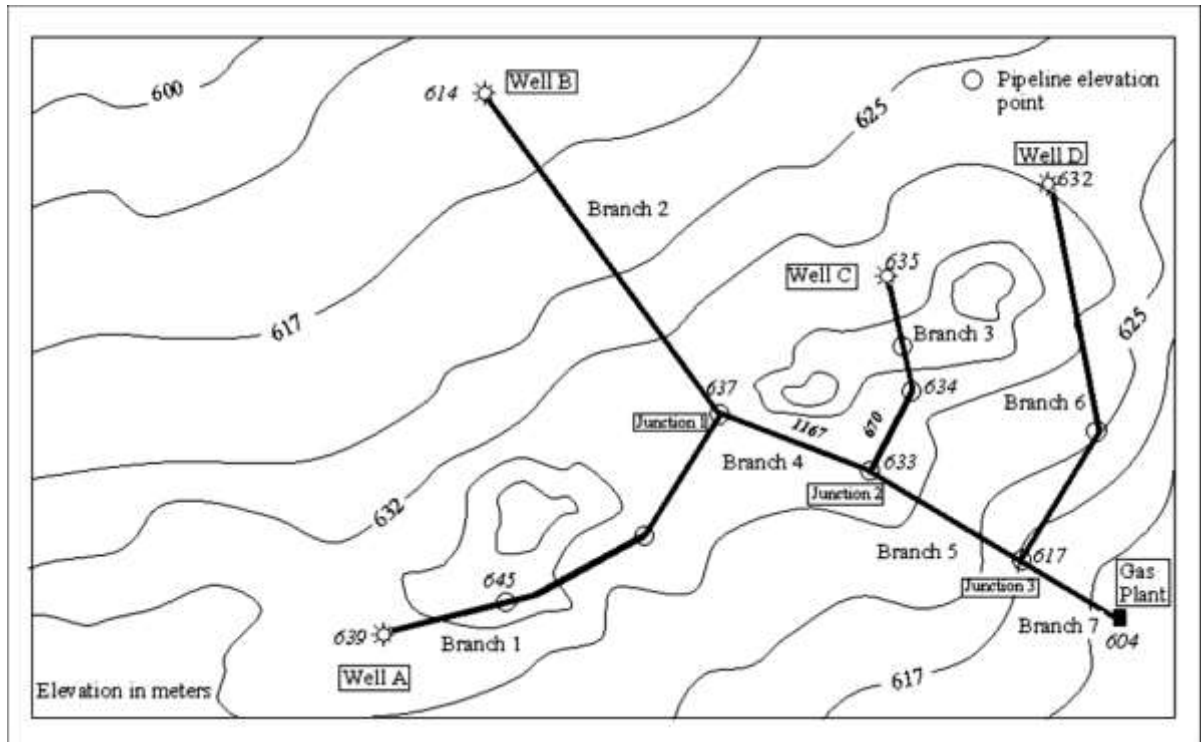 Well B
614
600
Pipeline elevation
point
625
Well D
632
Branch 2
635
Well C
617
Branch 3
625
637
634
Junction 1
1167
670
Branch 6
Branch 4
633
Junction 2
632
Branch 5
617
645
Junction 3
Gas
Plant
Branch 7
639
Branch 1
604
Well A
617
Elevation in meters